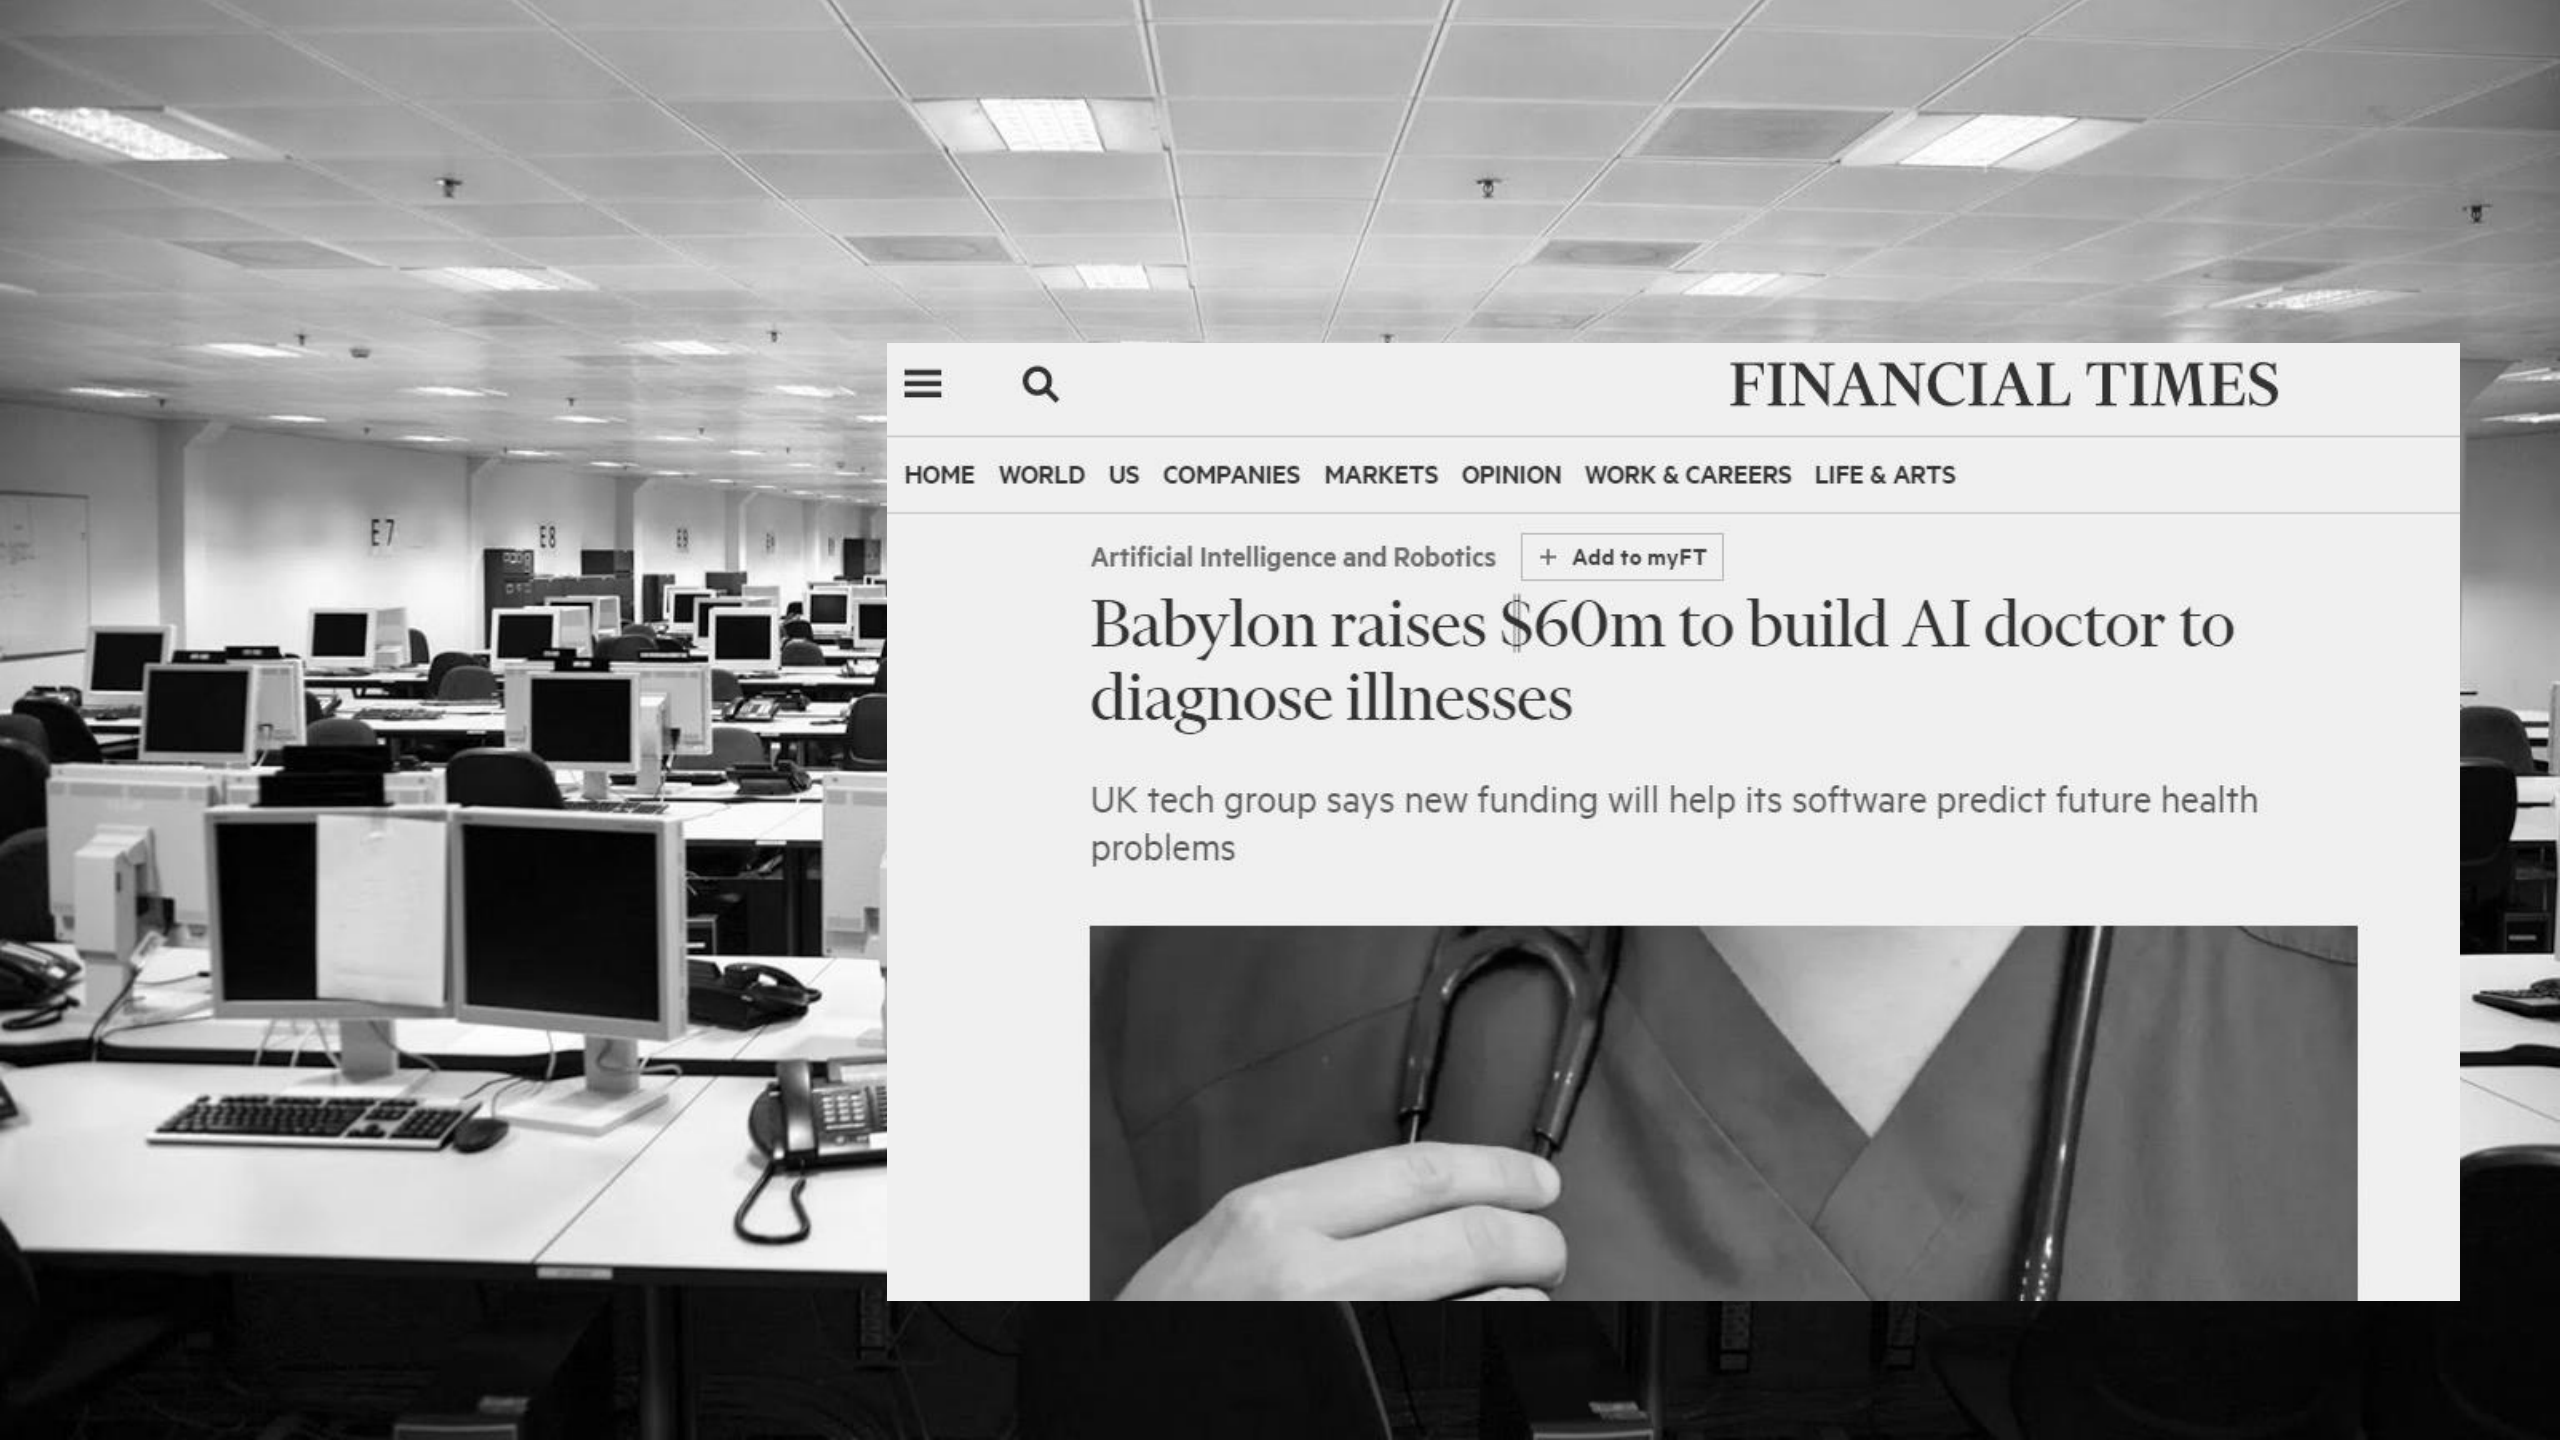 FINANCIAL TIMES
HOME WORLD US COMPANIES MARKETS OPINION WORK & CAREERS LIFE & ARTS
Artificial Intelligence and Robotics + Add to myFT
Babylon raises $60m to build AI doctor to
diagnose illnesses
UK tech group says new funding will help its software predict future health
problems
E7
E8
E9